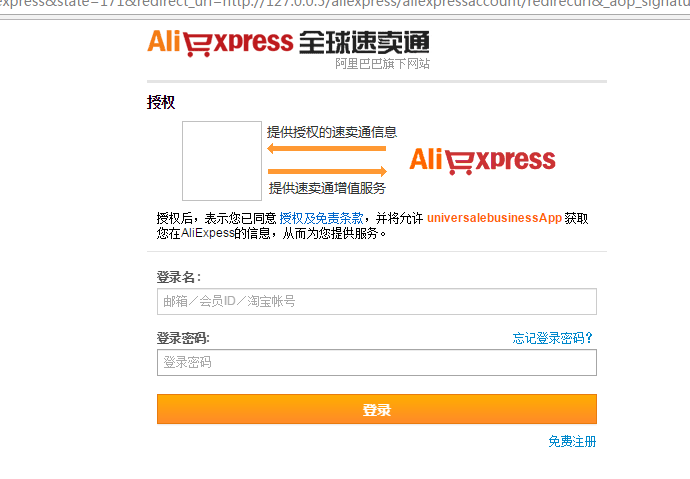 express&state=171&redirect_url=http://127.0.0.5/aliexpress/aliexpressaccount/redirecurl&_aop_signatu
AliExpress 全球速卖通
阿里巴巴旗下网站
授权
提供授权的速卖通信息
AliExpress
提供速卖通增值服务
授权后，表示您已同意 授权及免责条款，并将允许 universalebusinessApp 获取
您在AliExpess的信息，从而为您提供服务。
登录名：
邮箱／会员ID／淘宝帐号
登录密码:
忘记登录密码?
登录密码
登录
免费注册